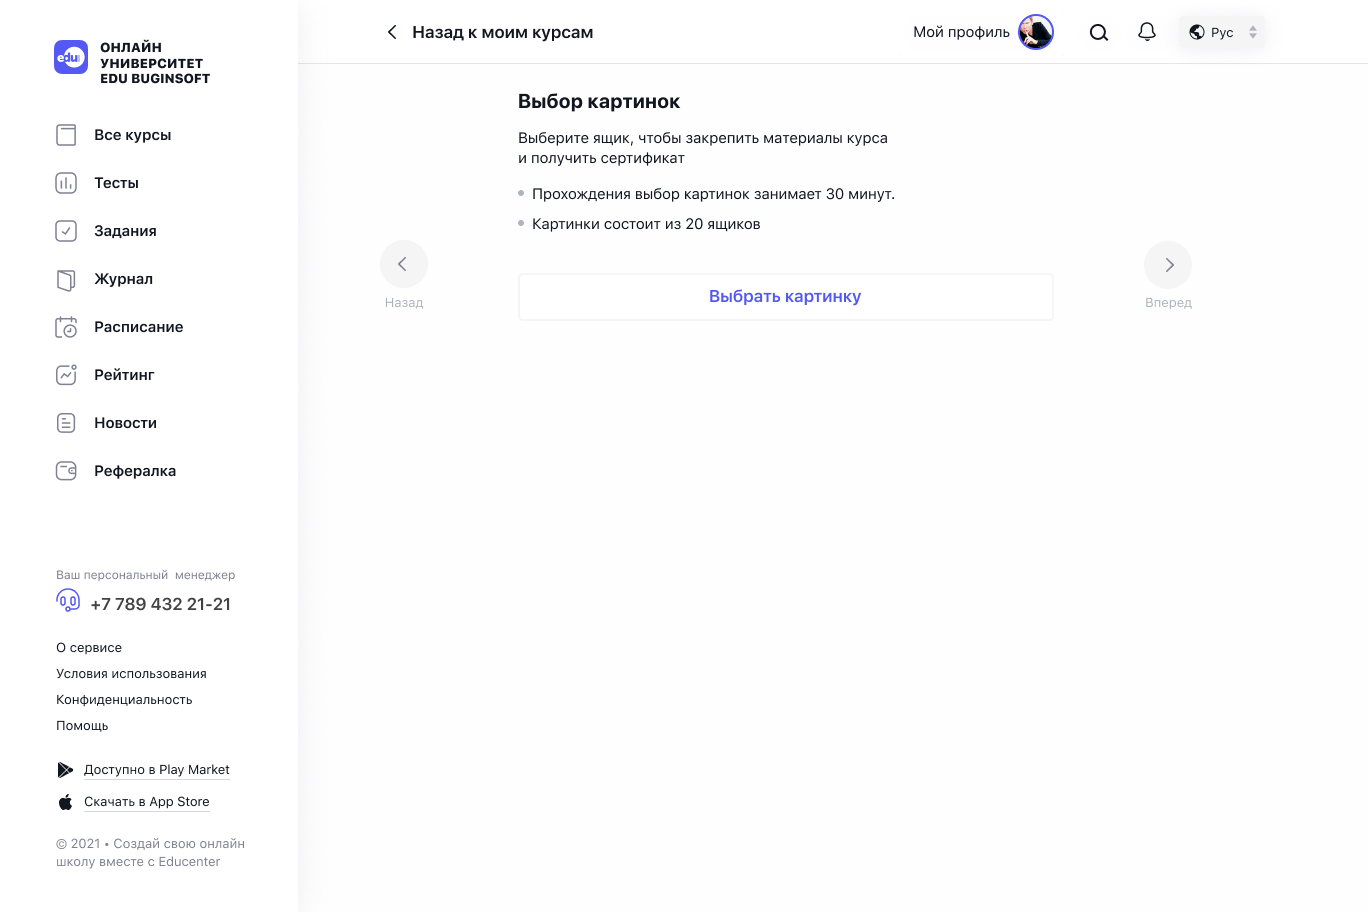 edu
ОНЛАЙН
УНИВЕРСИТЕТ
EDU BUGINSOFT
Все курсы
Тесты
Задания
Журнал
Расписание
Рейтинг
Новости
Рефералка
Ваш персональный менеджер
+7 789 432 21-21
О сервисе
Условия использования
Конфиденциальность
Помощь
Доступно в Play Market
Скачать в App Store
© 2021 • Создай свою онлайн
школу вместе с Educenter
Назад к моим курсам
Мой профиль
Рус
Выбор картинок
Выберите ящик, чтобы закрепить материалы курса
и получить сертификат
Прохождения выбор картинок занимает 30 минут.
Картинки состоит из 20 ящиков
Назад
Выбрать картинку
Вперед